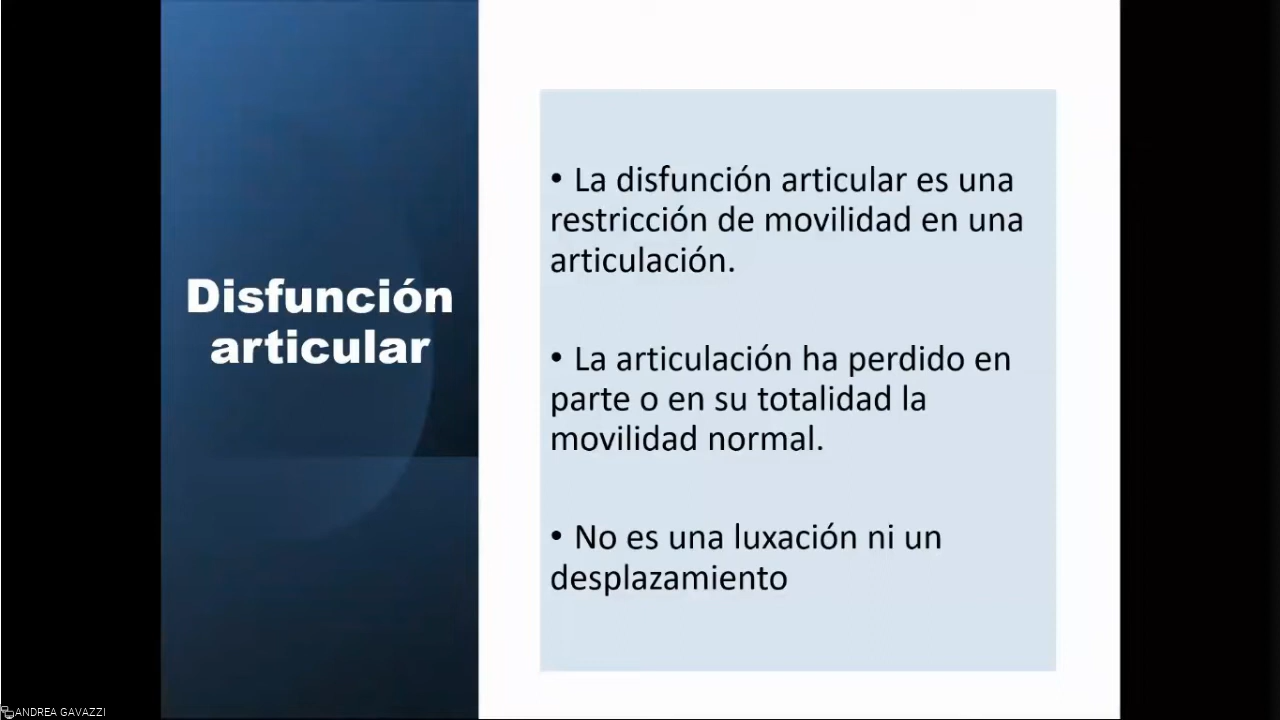 Disfunción
articular
• La disfunción articular es una
restricción de movilidad en una
articulación.
• La articulación ha perdido en
parte o en su totalidad la
movilidad normal.
• No es una luxación ni un
desplazamiento
ANDREA GAVAZZI